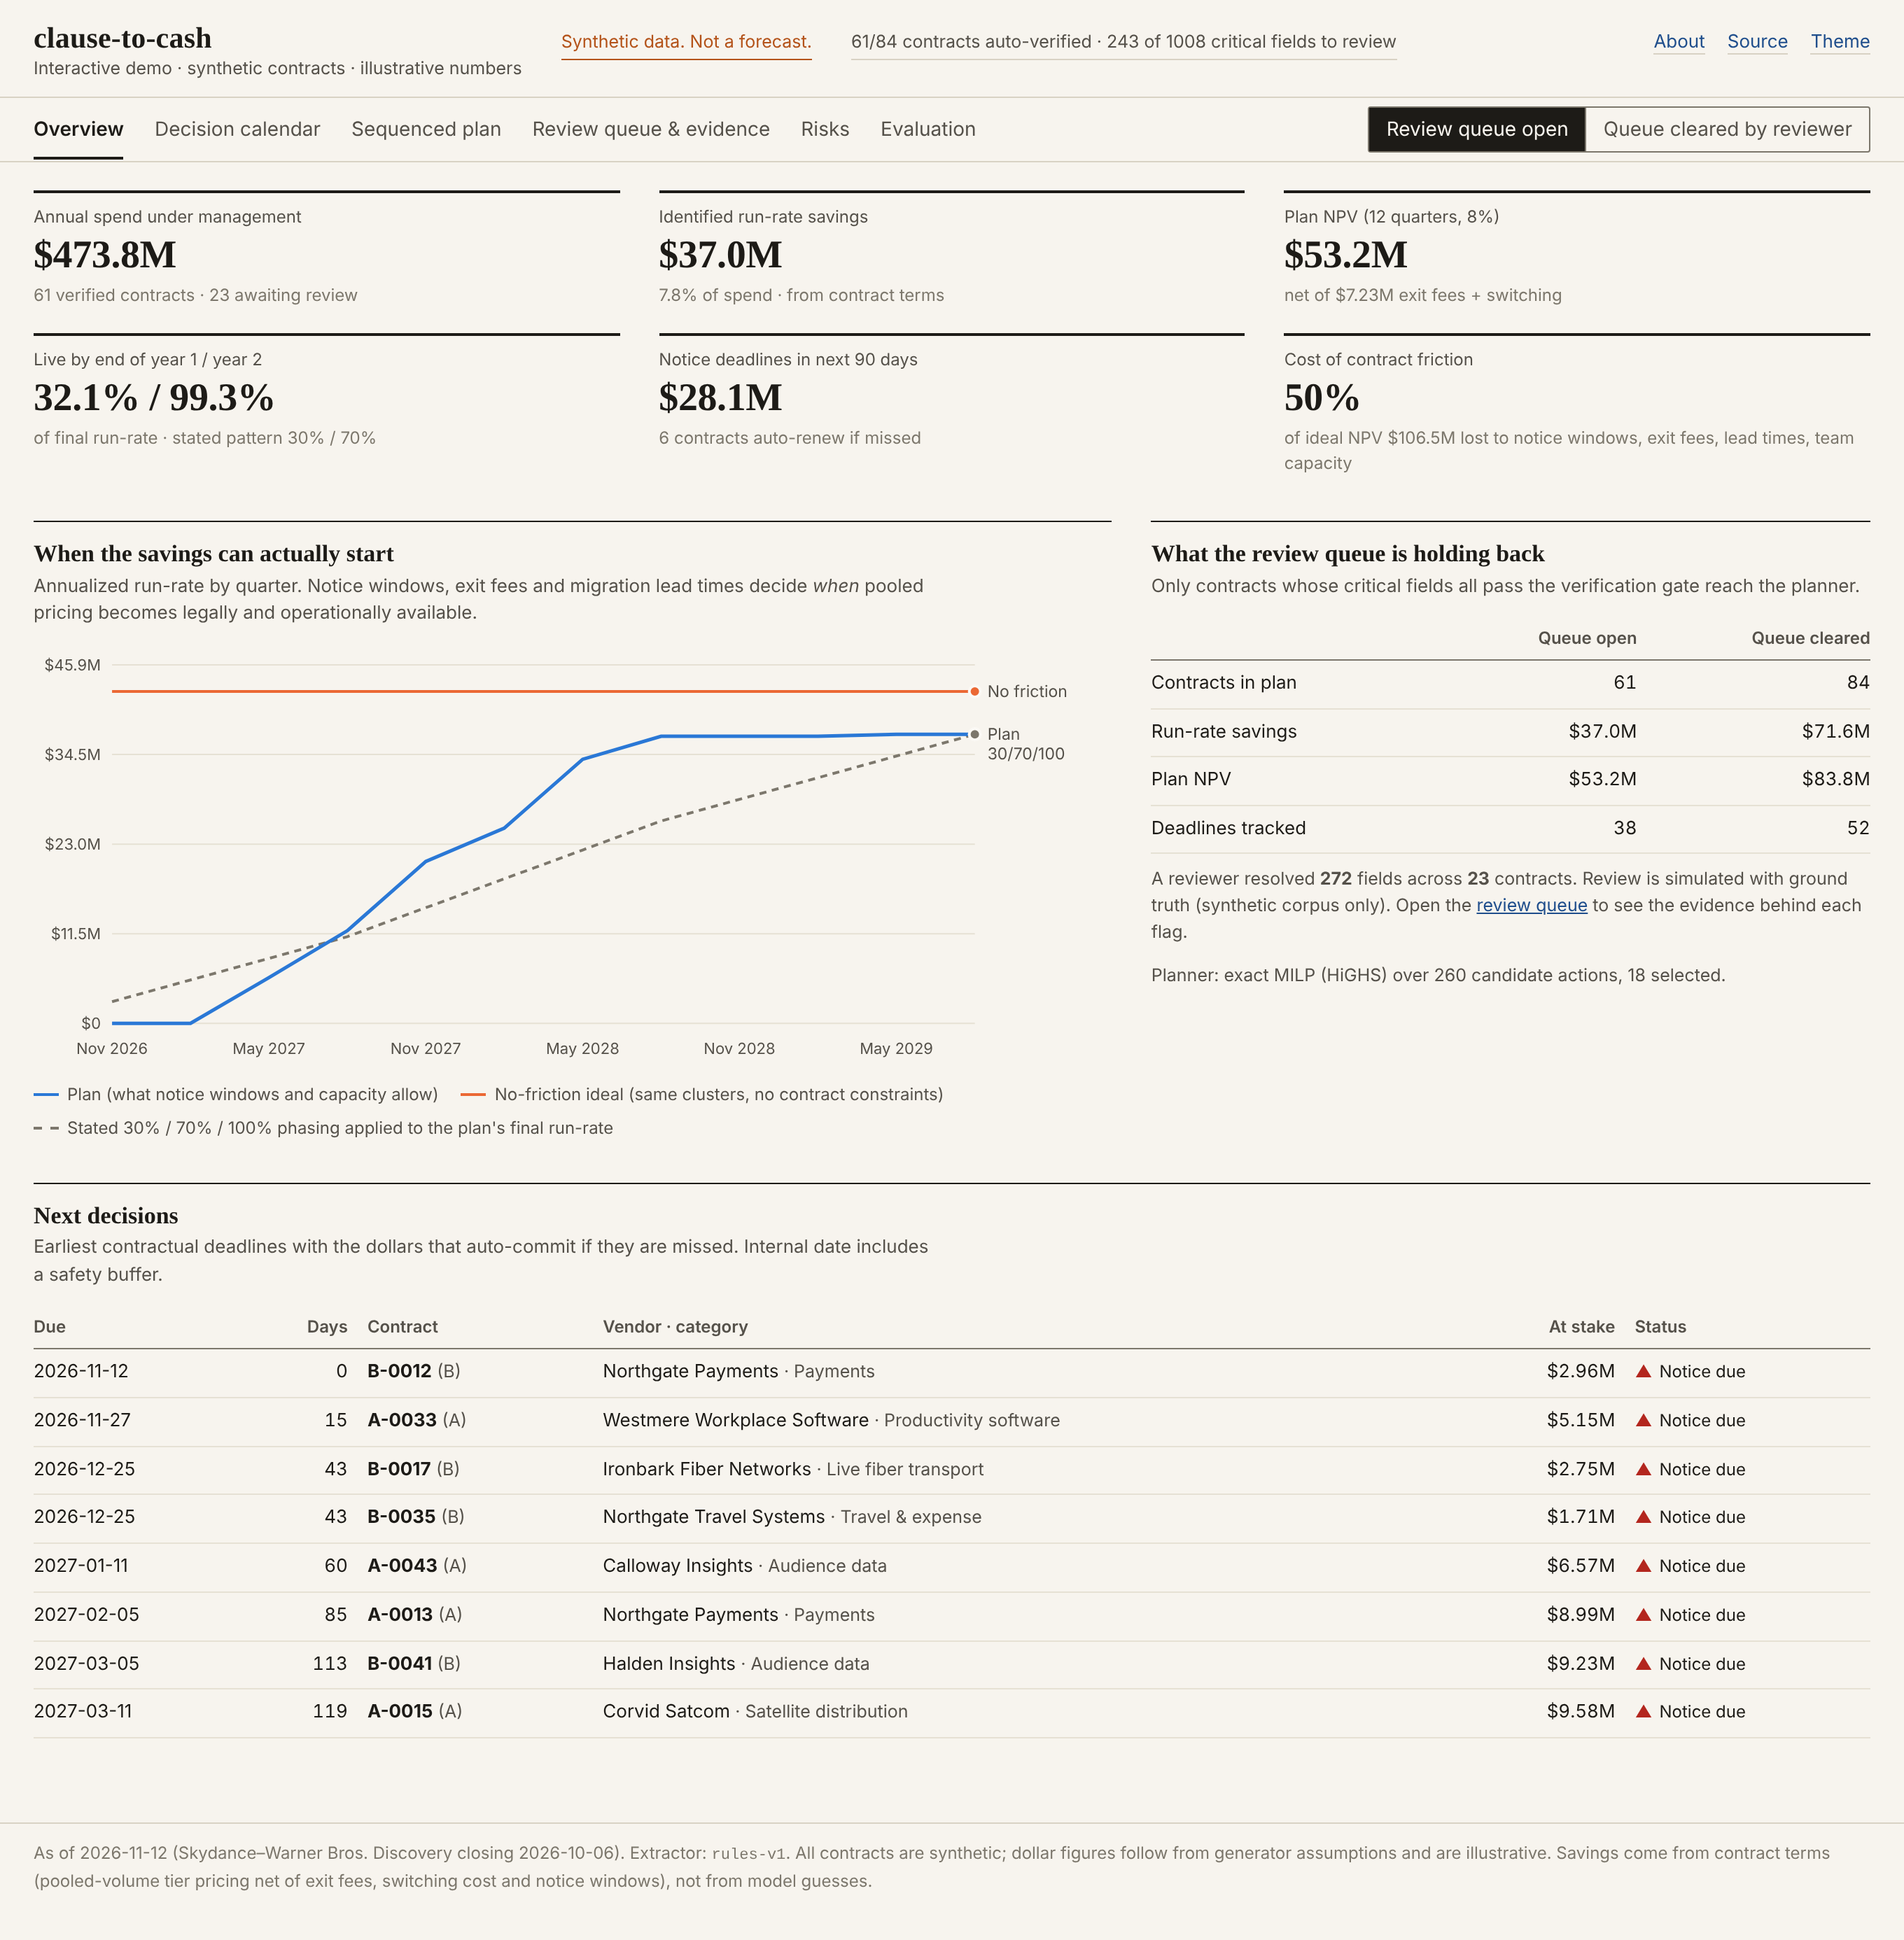 clause-to-cash
Interactive demo · synthetic contracts · illustrative numbers
Synthetic data. Not a forecast.
61/84 contracts auto-verified · 243 of 1008 critical fields to review
About Source Theme
Overview Decision calendar Sequenced plan Review queue & evidence Risks Evaluation
Review queue open Queue cleared by reviewer
Annual spend under management
$473.8M
61 verified contracts · 23 awaiting review
Identified run-rate savings
$37.0M
7.8% of spend · from contract terms
Plan NPV (12 quarters, 8%)
$53.2M
net of $7.23M exit fees + switching
Live by end of year 1 / year 2
32.1% / 99.3%
of final run-rate · stated pattern 30% / 70%
Notice deadlines in next 90 days
$28.1M
6 contracts auto-renew if missed
Cost of contract friction
50%
of ideal NPV $106.5M lost to notice windows, exit fees, lead times, team
capacity
When the savings can actually start
Annualized run-rate by quarter. Notice windows, exit fees and migration lead times decide when pooled
pricing becomes legally and operationally available.
$45.9M
$34.5M
$23.0M
$11.5M
$0
No friction
Plan
30/70/100
Nov 2026 May 2027 Nov 2027 May 2028 Nov 2028 May 2029
Plan (what notice windows and capacity allow) No-friction ideal (same clusters, no contract constraints)
Stated 30% / 70% / 100% phasing applied to the plan's final run-rate
What the review queue is holding back
Only contracts whose critical fields all pass the verification gate reach the planner.
Queue open Queue cleared
Contracts in plan 61 84
Run-rate savings $37.0M $71.6M
Plan NPV $53.2M $83.8M
Deadlines tracked 38 52
A reviewer resolved 272 fields across 23 contracts. Review is simulated with ground
truth (synthetic corpus only). Open the review queue to see the evidence behind each
flag.
Planner: exact MILP (HiGHS) over 260 candidate actions, 18 selected.
Next decisions
Earliest contractual deadlines with the dollars that auto-commit if they are missed. Internal date includes
a safety buffer.
Due Days Contract Vendor · category At stake Status
2026-11-12 0 B-0012 (B) Northgate Payments · Payments $2.96M Notice due
2026-11-27 15 A-0033 (A) Westmere Workplace Software · Productivity software $5.15M Notice due
2026-12-25 43 B-0017 (B) Ironbark Fiber Networks · Live fiber transport $2.75M Notice due
2026-12-25 43 B-0035 (B) Northgate Travel Systems · Travel & expense $1.71M Notice due
2027-01-11 60 A-0043 (A) Calloway Insights · Audience data $6.57M Notice due
2027-02-05 85 A-0013 (A) Northgate Payments · Payments $8.99M Notice due
2027-03-05 113 B-0041 (B) Halden Insights · Audience data $9.23M Notice due
2027-03-11 119 A-0015 (A) Corvid Satcom · Satellite distribution $9.58M Notice due
As of 2026-11-12 (Skydance–Warner Bros. Discovery closing 2026-10-06). Extractor: rules-v1. All contracts are synthetic; dollar figures follow from generator assumptions and are illustrative. Savings come from contract terms
(pooled-volume tier pricing net of exit fees, switching cost and notice windows), not from model guesses.